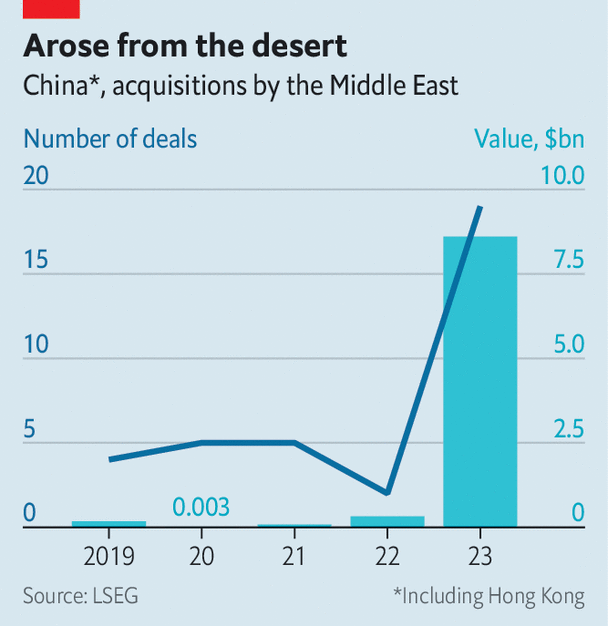 Arose from the desert
China*, acquisitions by the Middle East
Number of deals Value, $bn
20 10.0
15 7.5
10 5.0
5 2.5
0.003
0 0
2019 20 21 22 23
Source: LSEG *Including Hong Kong